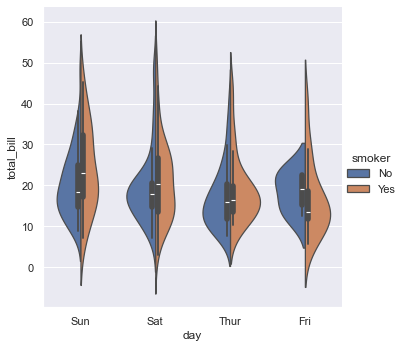 60
50
40
30
20
10
0
total_bill
Sun Sat Thur Fri
day
smoker
No
Yes